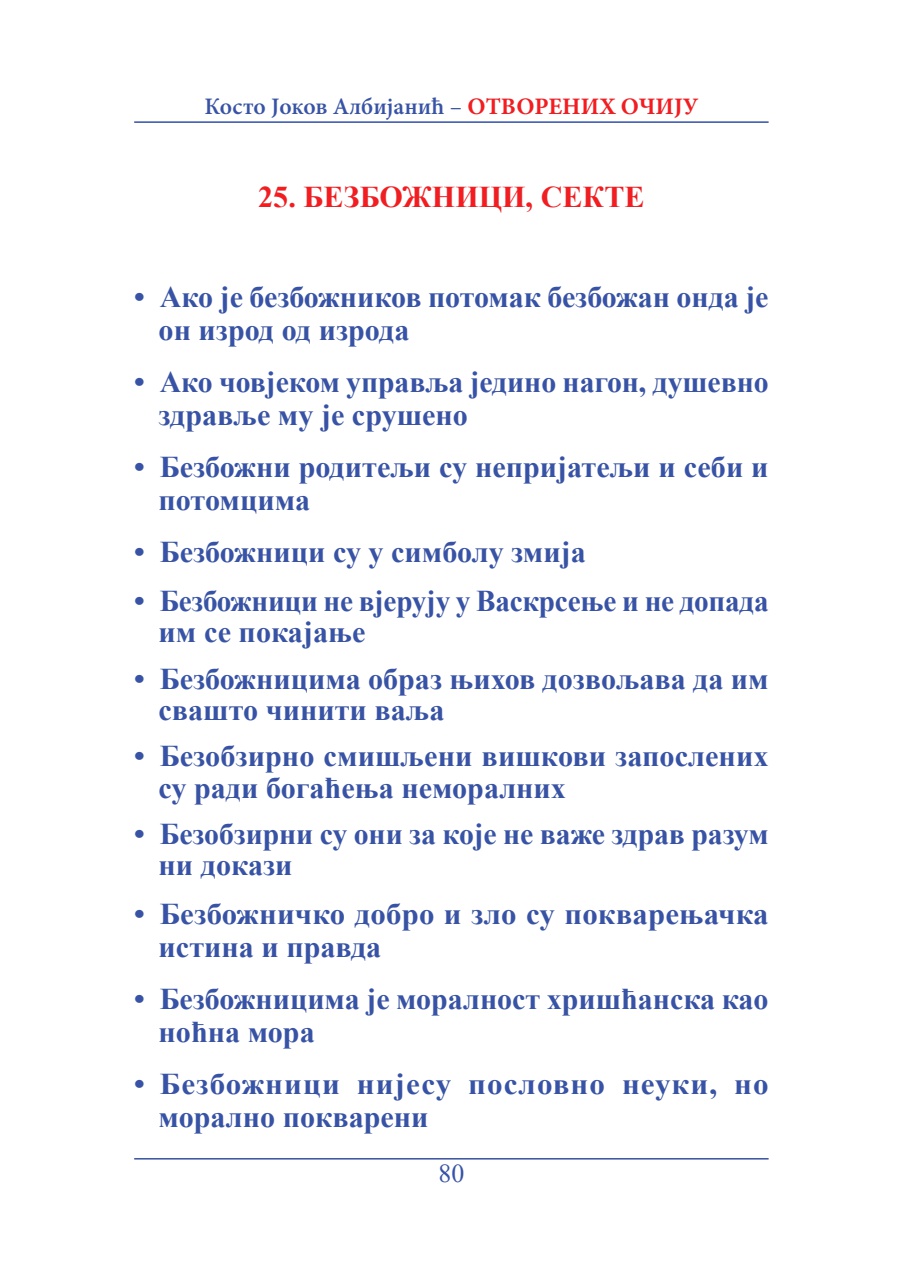 Косто Јоков Албијанић – ОТВОРЕНИХ ОЧИЈУ
25. БЕЗБОЖНИЦИ, СЕКТЕ
• Ако је безбожников потомак безбожан онда је
он изрод од изрода
• Ако човјеком управља једино нагон, душевно
здравље му је срушено
• Безбожни родитељи су непријатељи и себи и
потомцима
• Безбожници су у симболу змија
• Безбожници не вјерују у Васкрсење и не допада
им се покајање
• Безбожницима образ њихов дозвољава да им
свашто чинити ваља
• Безобзирно смишљени вишкови запослених
су ради богаћења неморалних
• Безобзирни су они за које не важе здрав разум
ни докази
• Безбожничко добро и зло су покварењачка
истина и правда
• Безбожницима је моралност хришћанска као
ноћна мора
• Безбожници нијесу пословно неуки, но
морално покварени
80